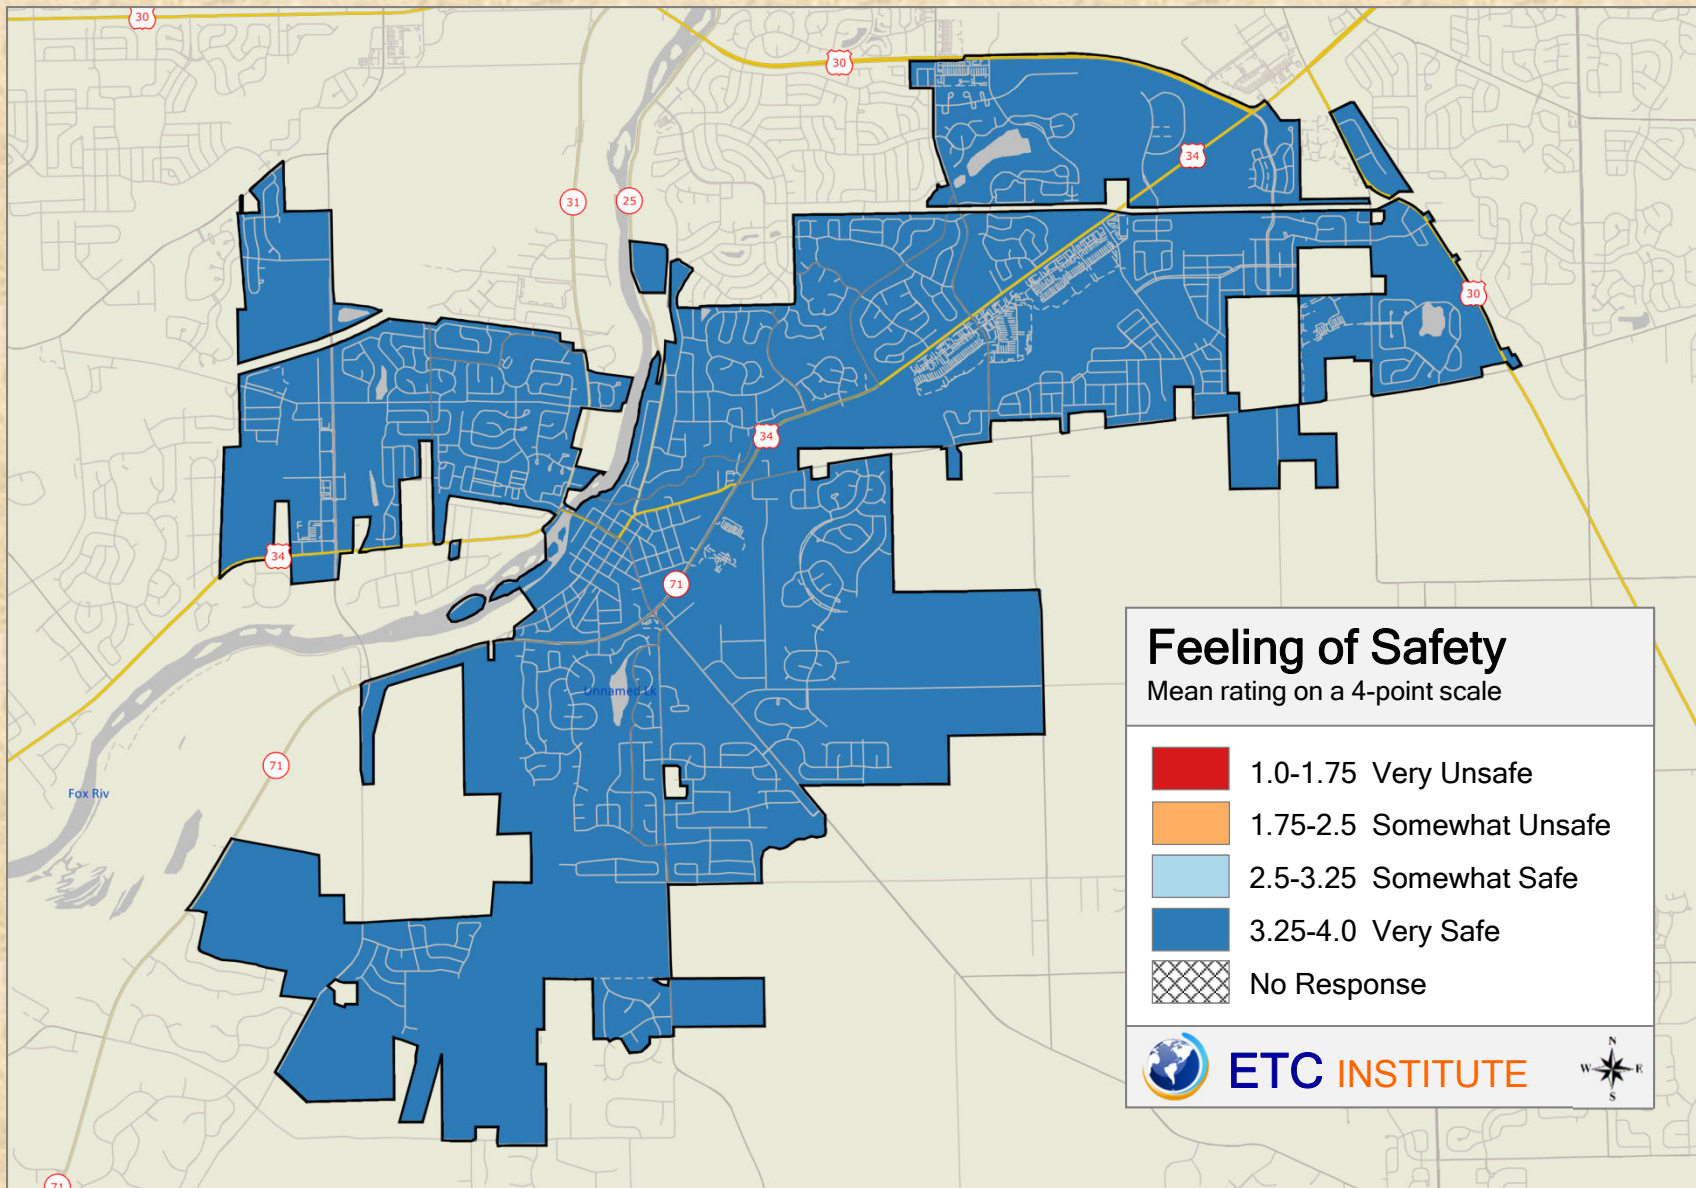 30
30
34
31
25
30
34
34
71
Unnamed Lk
71
Fox Riv
71
Feeling of Safety
Mean rating on a 4-point scale
1.0-1.75 Very Unsafe
1.75-2.5 Somewhat Unsafe
2.5-3.25 Somewhat Safe
3.25-4.0 Very Safe
No Response
ETC INSTITUTE
N
W E
S